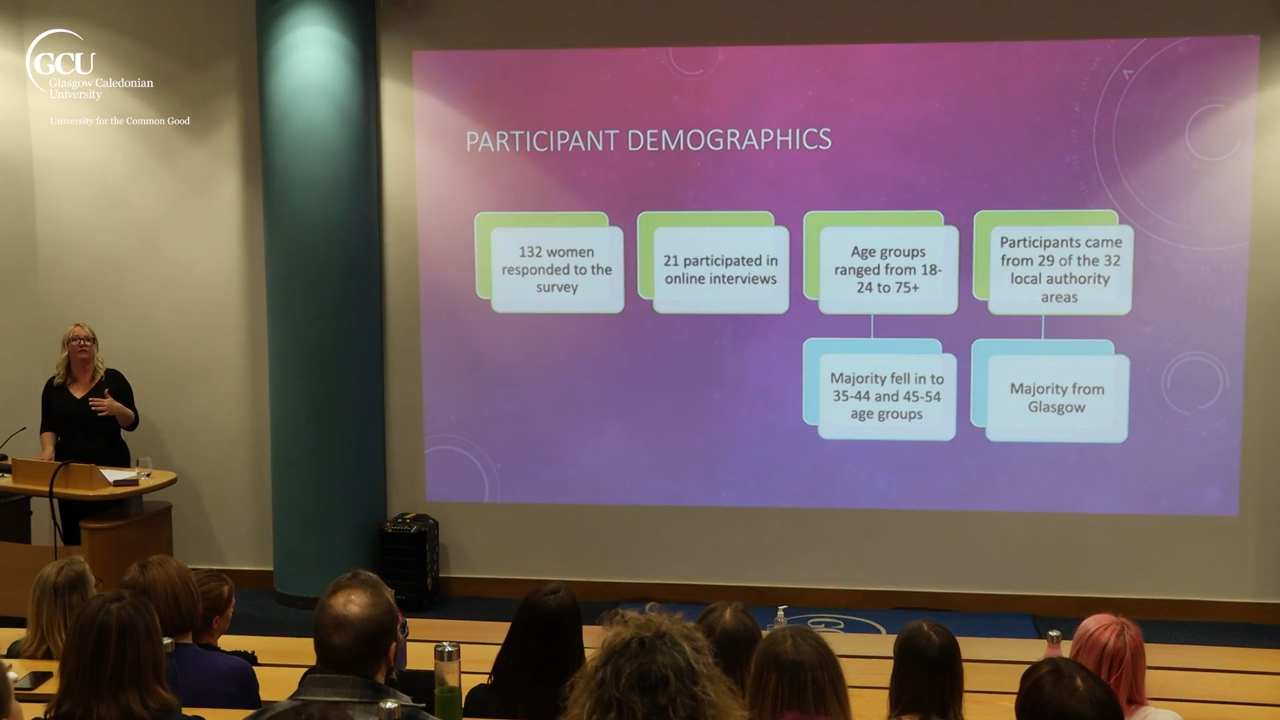 GCU
Glasgow Caledonian
University
University for the Common Good
PARTICIPANT DEMOGRAPHICS
132 women
responded to the
survey
21 participated in
online interviews
Age groups
ranged from 18-
24 to 75+
Participants came
from 29 of the 32
local authority
areas
Majority fell in to
35-44 and 45-54
age groups
Majority from
Glasgow